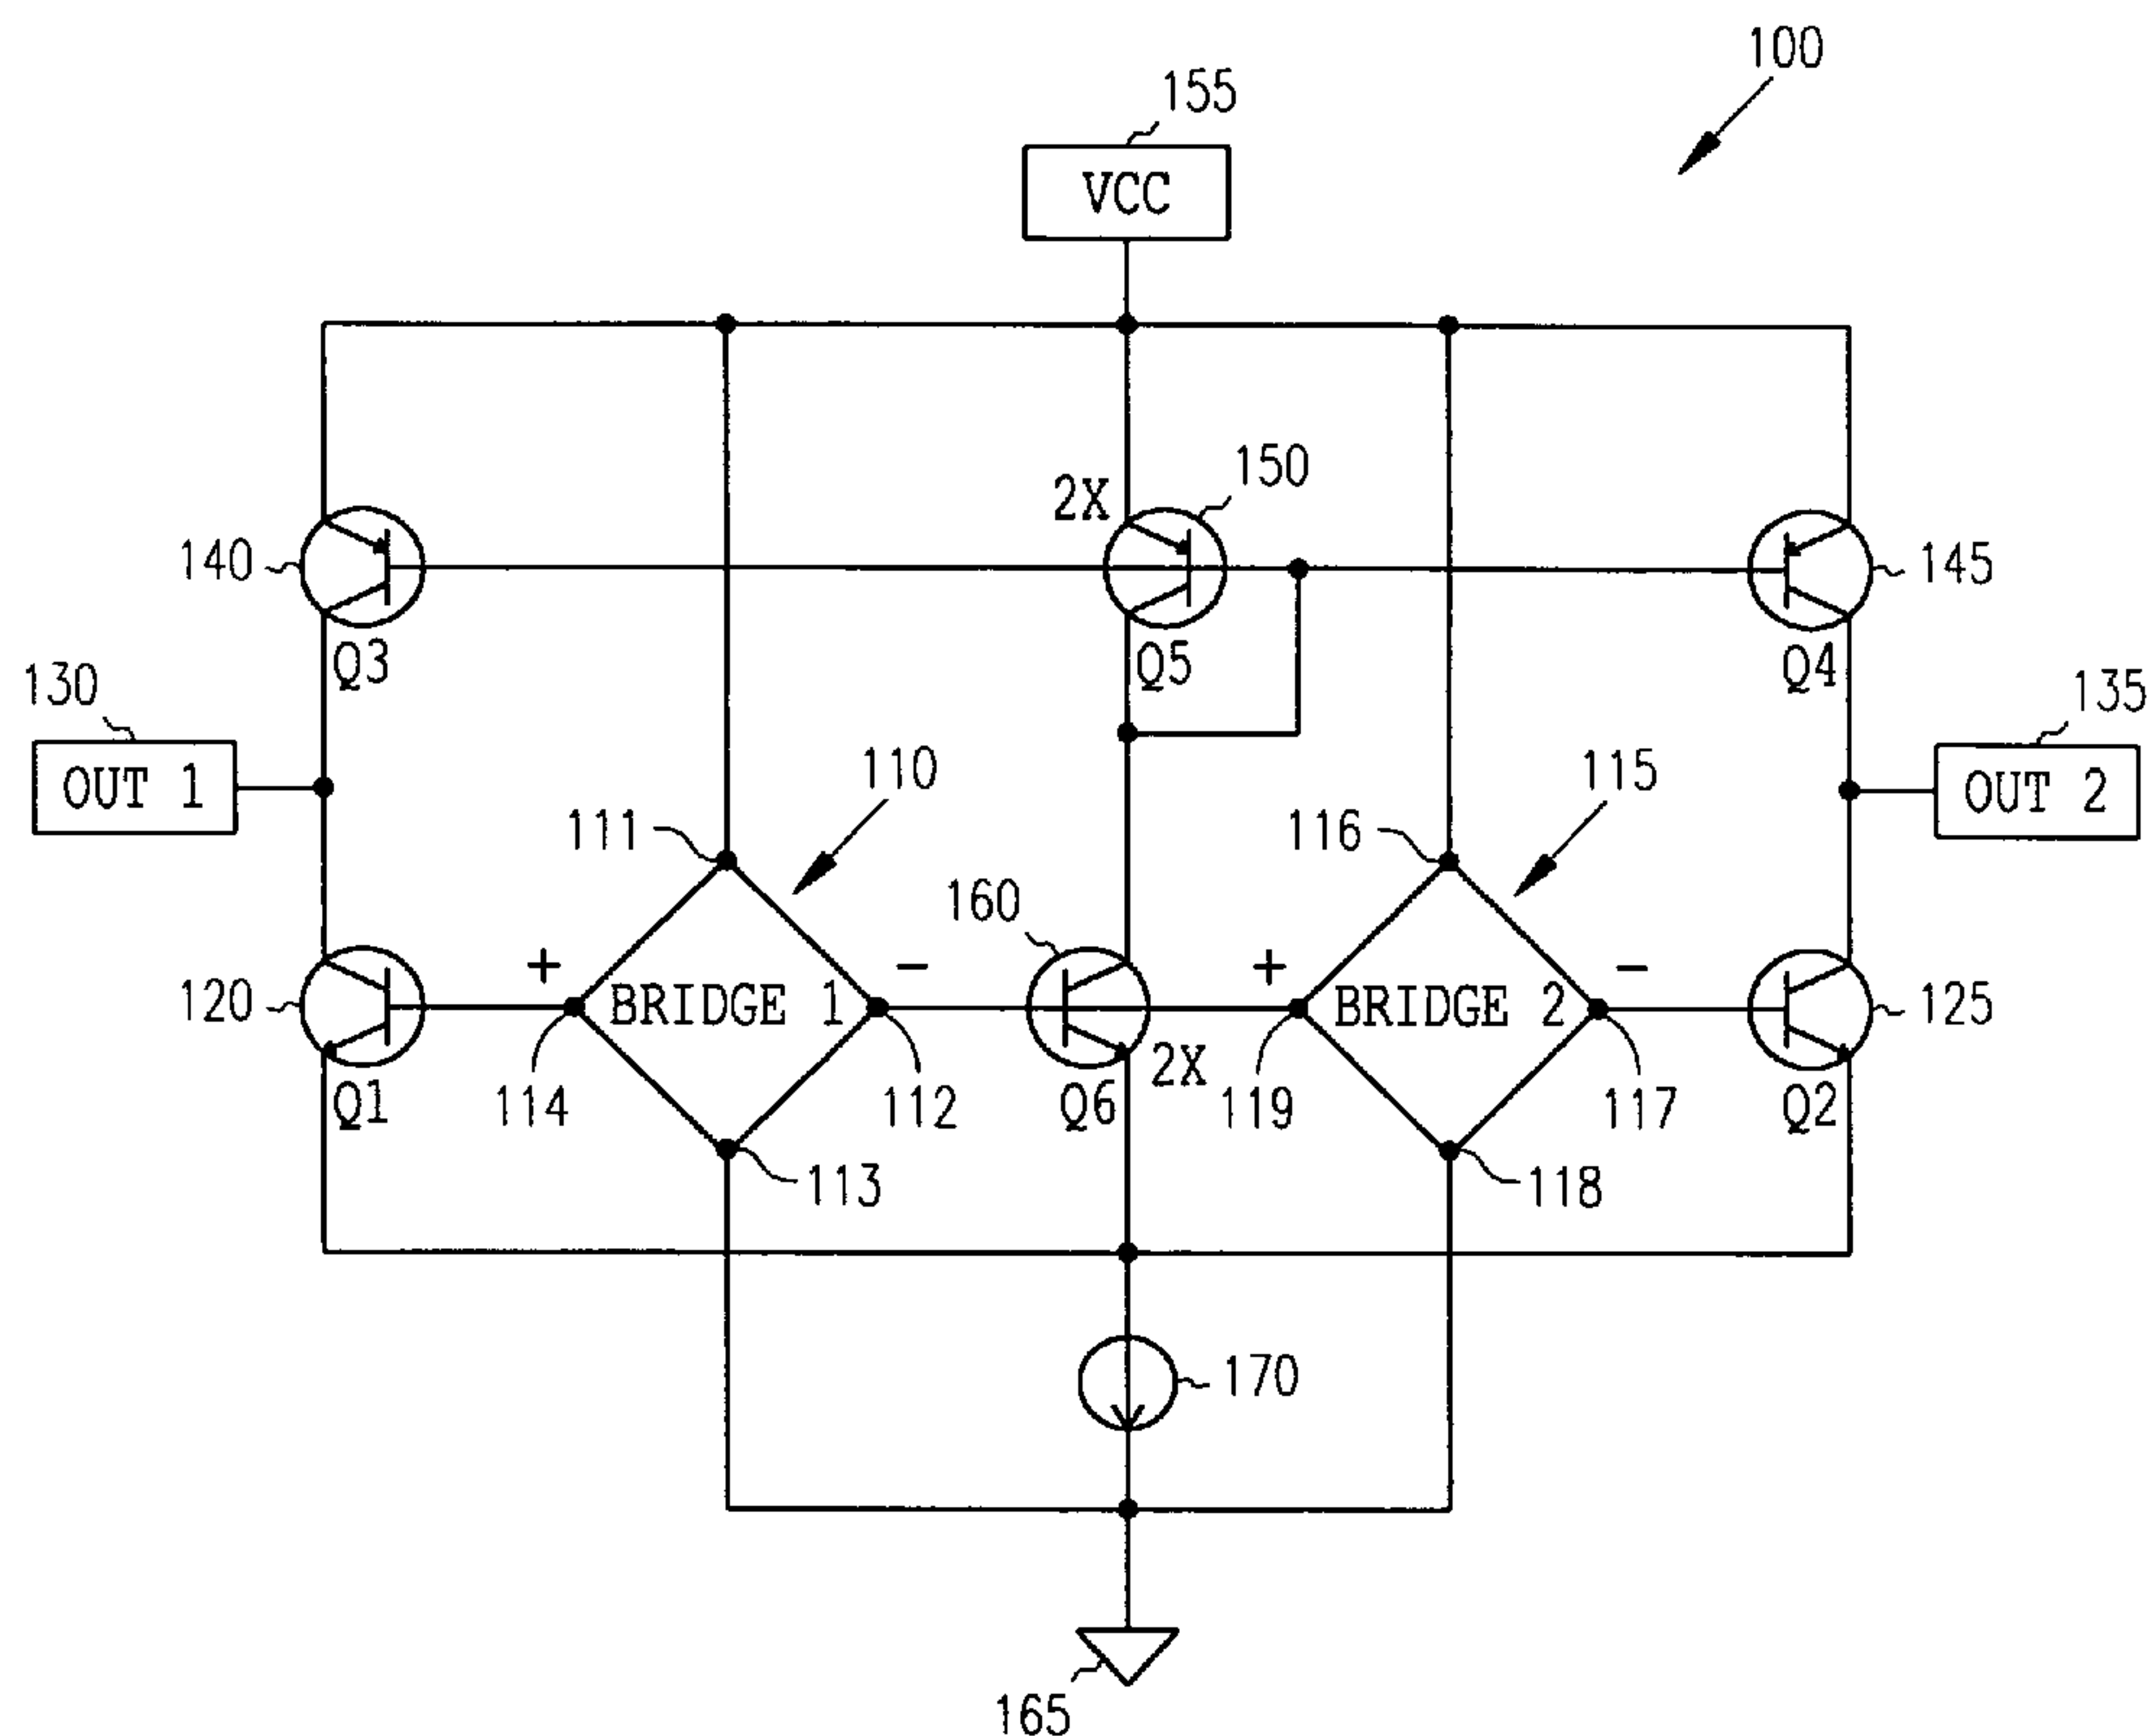 100
155
VCC
2X
150
140
145
Q3
Q5
Q4
130
135
OUT 1
OUT 2
110
115
111
116
160
+
-
+
-
120
BRIDGE 1
BRIDGE 2
125
2X
Q1
114
112
Q6
119
117
Q2
113
118
170
165